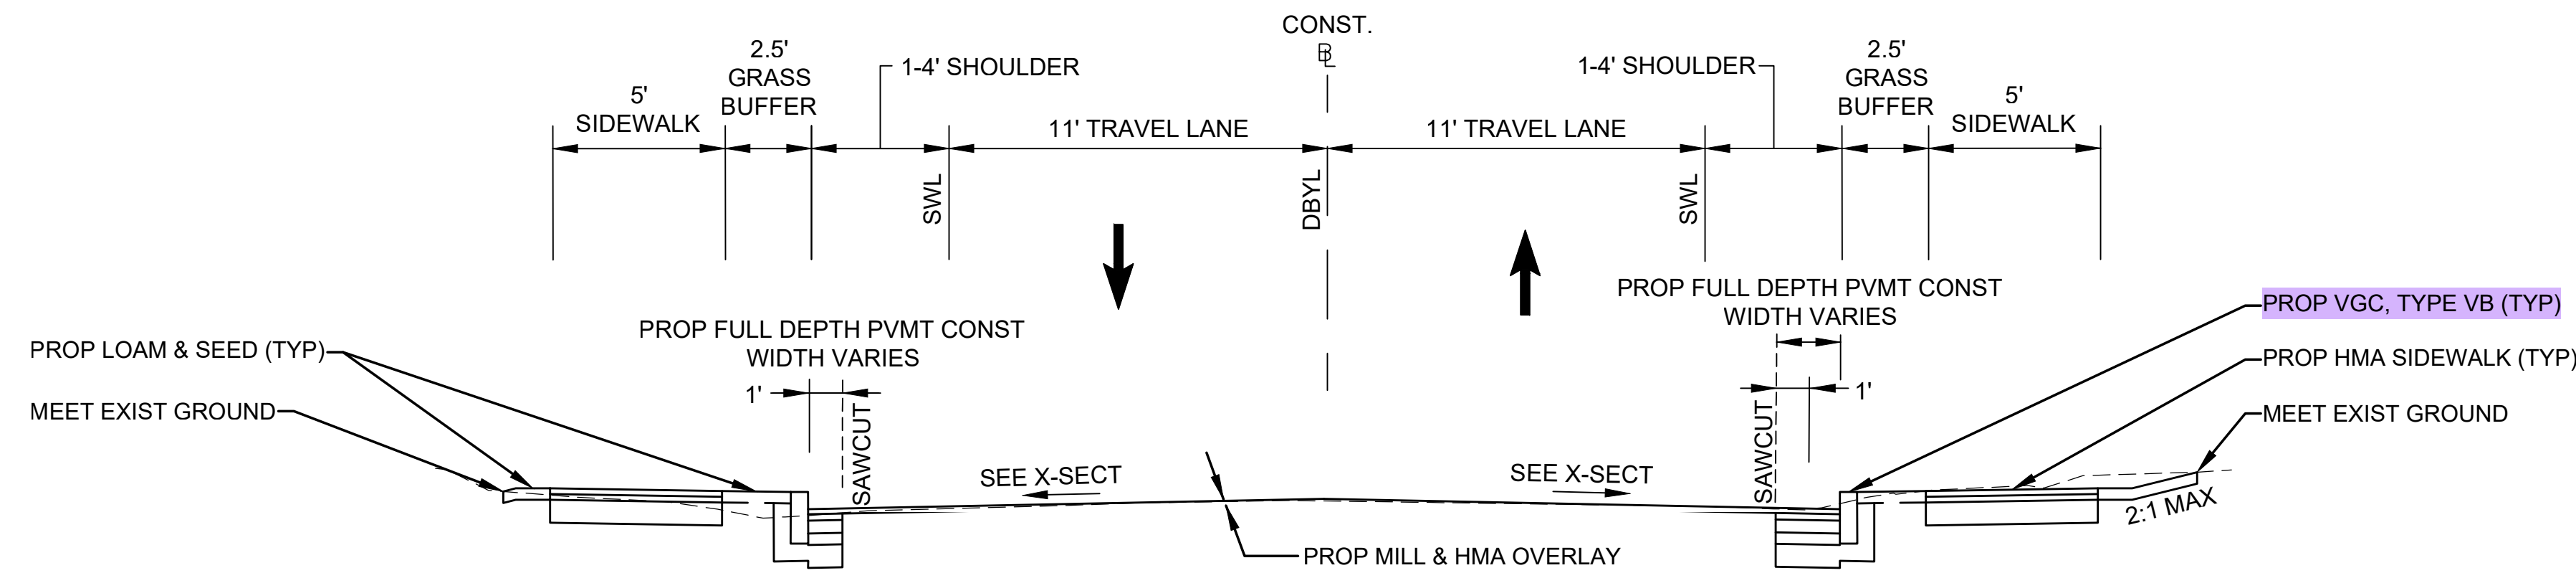 CONST.
BL
2.5'
GRASS
BUFFER
1-4' SHOULDER
1-4' SHOULDER
2.5'
GRASS
BUFFER
5'
SIDEWALK
11' TRAVEL LANE
11' TRAVEL LANE
5'
SIDEWALK
SWL
DBYL
SWL
PROP FULL DEPTH PVMT CONST
WIDTH VARIES
PROP FULL DEPTH PVMT CONST
WIDTH VARIES
PROP VGC, TYPE VB (TYP)
PROP LOAM & SEED (TYP)
PROP HMA SIDEWALK (TYP)
1'
1'
MEET EXIST GROUND
MEET EXIST GROUND
SAWCUT
SAWCUT
SEE X-SECT
SEE X-SECT
2:1 MAX
PROP MILL & HMA OVERLAY